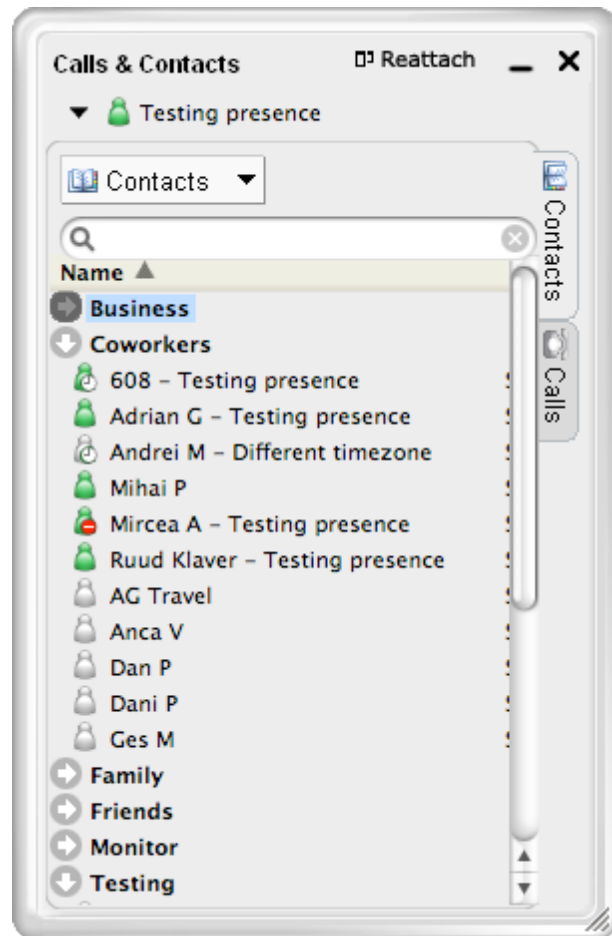 Calls & Contacts Reattach
Testing presence
Contacts
Name
Business
Coworkers
608 – Testing presence
Adrian G – Testing presence
Andrei M – Different timezone
Mihai P
Mircea A – Testing presence
Ruud Klaver – Testing presence
AG Travel
Anca V
Dan P
Dani P
Ges M
Family
Friends
Monitor
Testing
Contacts
Calls